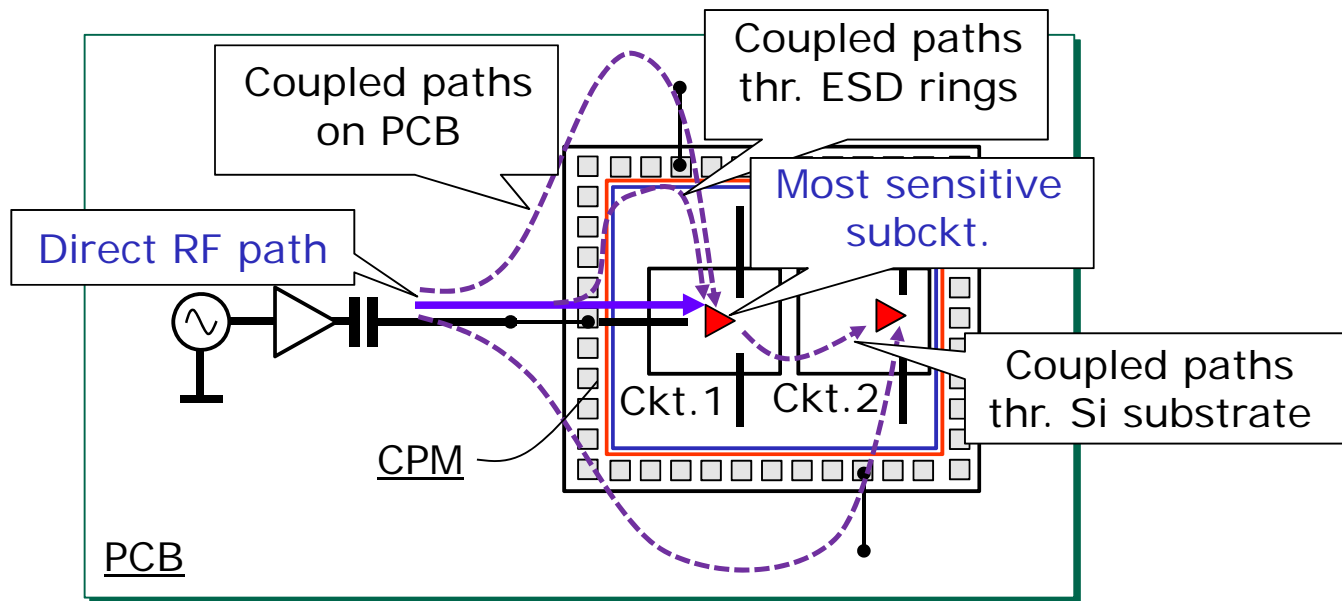 Coupled paths
on PCB
Coupled paths
thr. ESD rings
Most sensitive
subckt.
Direct RF path
Ckt.1
Ckt.2
Coupled paths
thr. Si substrate
CPM
PCB